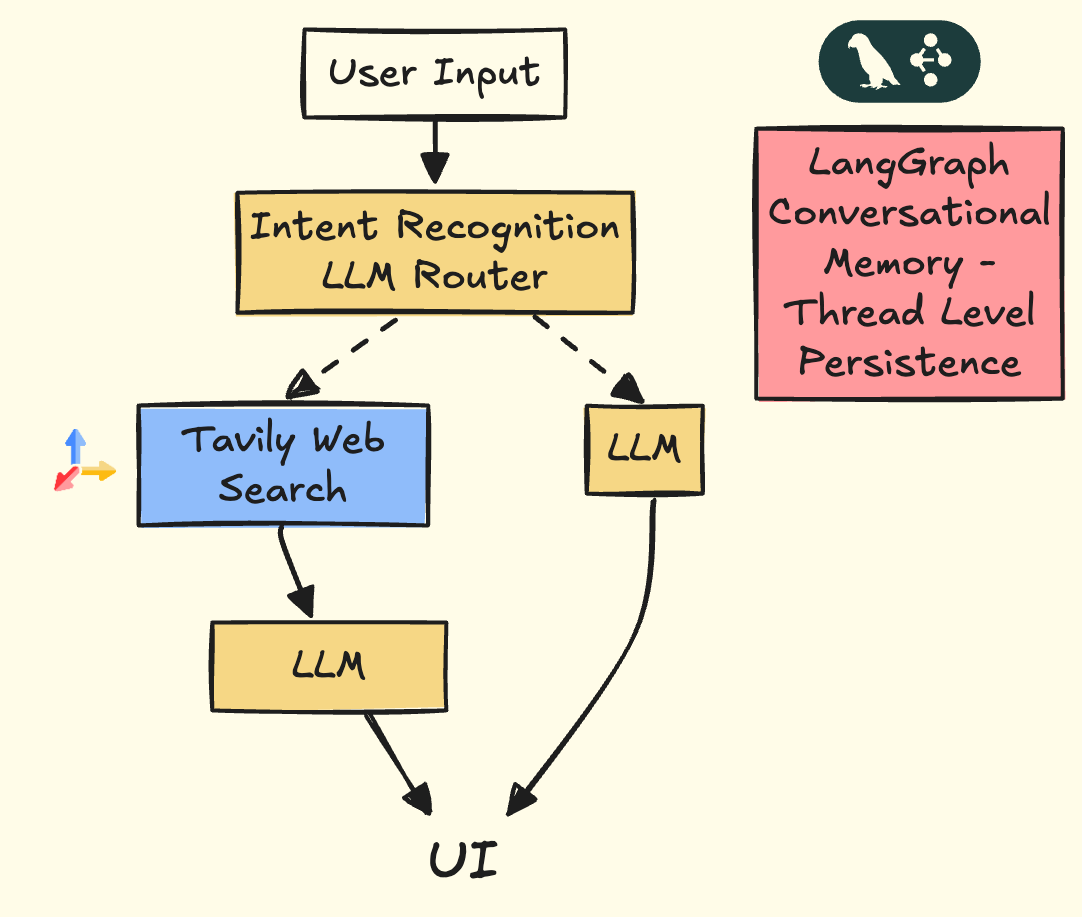 User Input
Intent Recognition
LLM Router
LangGraph
Conversational
Memory -
Thread Level
Persistence
Tavily Web
Search
LLM
LLM
UI